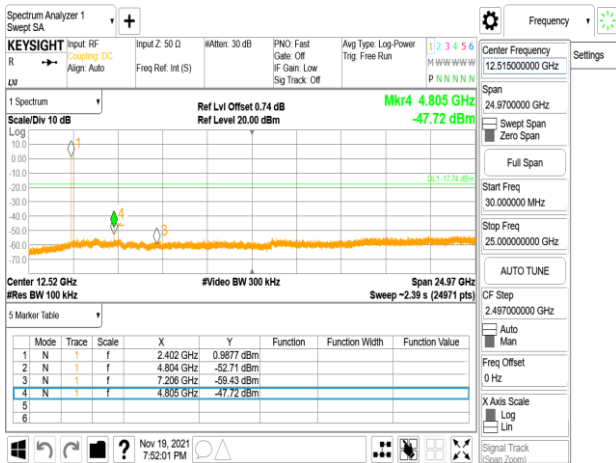 Spectrum Analyzer 1
Swept SA
+
Frequency
KEYSIGHT
R
Input: RF
Coupling: DC
Align: Auto
Input Z: 50 Ω
Freq Ref: Int (S)
#Atten: 30 dB
PNO: Fast
Gate: Off
IF Gain: Low
Sig Track: Off
Avg Type: Log-Power
Trig: Free Run
1 2 3 4 5 6
M W W W W W
P N N N N N
Center Frequency
12.515000000 GHz
Settings
Span
24.9700000 GHz
Swept Span
Zero Span
Full Span
Start Freq
30.000000 MHz
Stop Freq
25.000000000 GHz
AUTO TUNE
CF Step
2.497000000 GHz
Auto
Man
Freq Offset
0 Hz
X Axis Scale
Log
Lin
Signal Track
(Span Zoom)
1 Spectrum
Scale/Div 10 dB
Log
Ref Lvl Offset 0.74 dB
Ref Level 20.00 dBm
Mkr4 4.805 GHz
-47.72 dBm
10.0
0.00
-10.0
-20.0
-30.0
-40.0
-50.0
-60.0
-70.0
1
4
3
DL1 -17.74 dBm
Center 12.52 GHz
#Res BW 100 kHz
#Video BW 300 kHz
Span 24.97 GHz
Sweep ~2.39 s (24971 pts)
5 Marker Table
Mode Trace Scale X Y Function Function Width Function Value
1 N 1 f 2.402 GHz 0.9877 dBm
2 N 1 f 4.804 GHz -52.71 dBm
3 N 1 f 7.206 GHz -59.43 dBm
4 N 1 f 4.805 GHz -47.72 dBm
5
6
?
Nov 19, 2021
7:52:01 PM